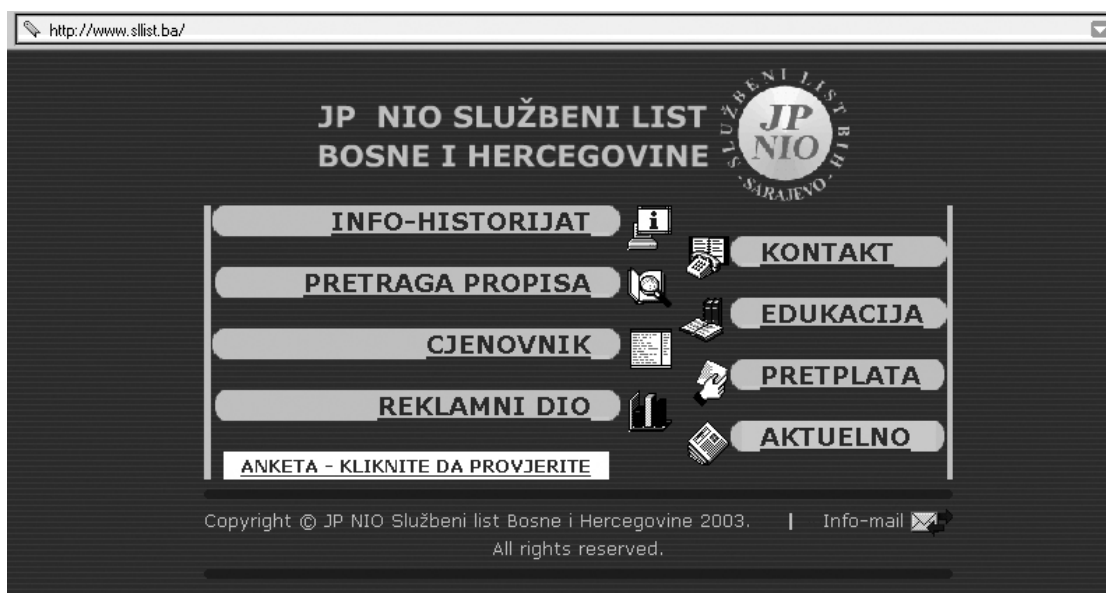 http://www.sllist.ba/
JP NIO SLUŽBENI LIST
BOSNE I HERCEGOVINE
SLUŽBENI LIST BIH
JP
NIO
- SARAJEVO -
INFO-HISTORIJAT
KONTAKT
PRETRAGA PROPISA
EDUKACIJA
CJENOVNIK
PRETPLATA
REKLAMNI DIO
AKTUELNO
ANKETA - KLIKNITE DA PROVJERITE
Copyright © JP NIO Službeni list Bosne i Hercegovine 2003. | Info-mail
All rights reserved.